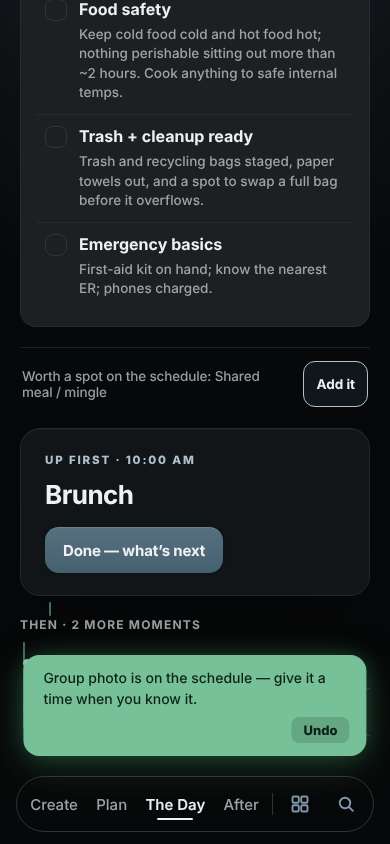 Food safety
Keep cold food cold and hot food hot;
nothing perishable sitting out more than
~2 hours. Cook anything to safe internal
temps.
Trash + cleanup ready
Trash and recycling bags staged, paper
towels out, and a spot to swap a full bag
before it overflows.
Emergency basics
First-aid kit on hand; know the nearest
ER; phones charged.
Worth a spot on the schedule: Shared
meal / mingle
Add it
UP FIRST · 10:00 AM
Brunch
Done — what’s next
THEN · 2 MORE MOMENTS
Group photo is on the schedule — give it a
time when you know it.
Undo
Create Plan The Day After